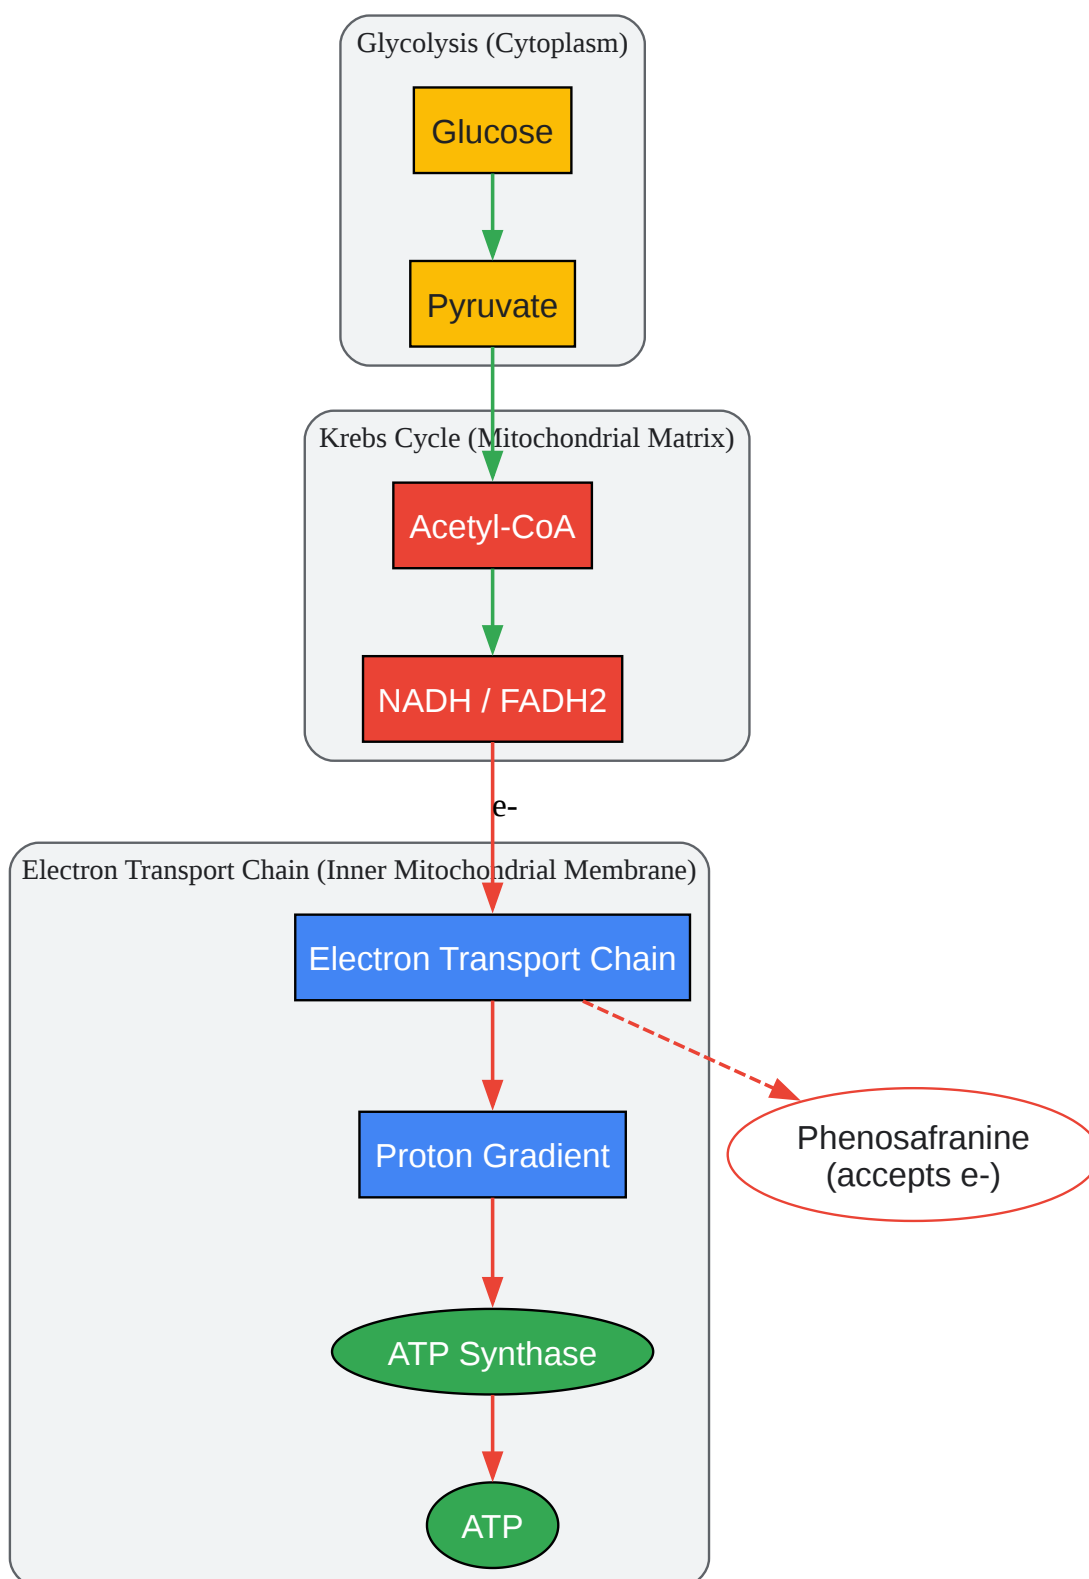 Glycolysis (Cytoplasm)
Glucose
Pyruvate
Krebs Cycle (Mitochondrial Matrix)
Acetyl-CoA
NADH / FADH2
e-
Electron Transport Chain (Inner Mitochondrial Membrane)
Electron Transport Chain
Proton Gradient
Phenosafranine
(accepts e-)
ATP Synthase
ATP